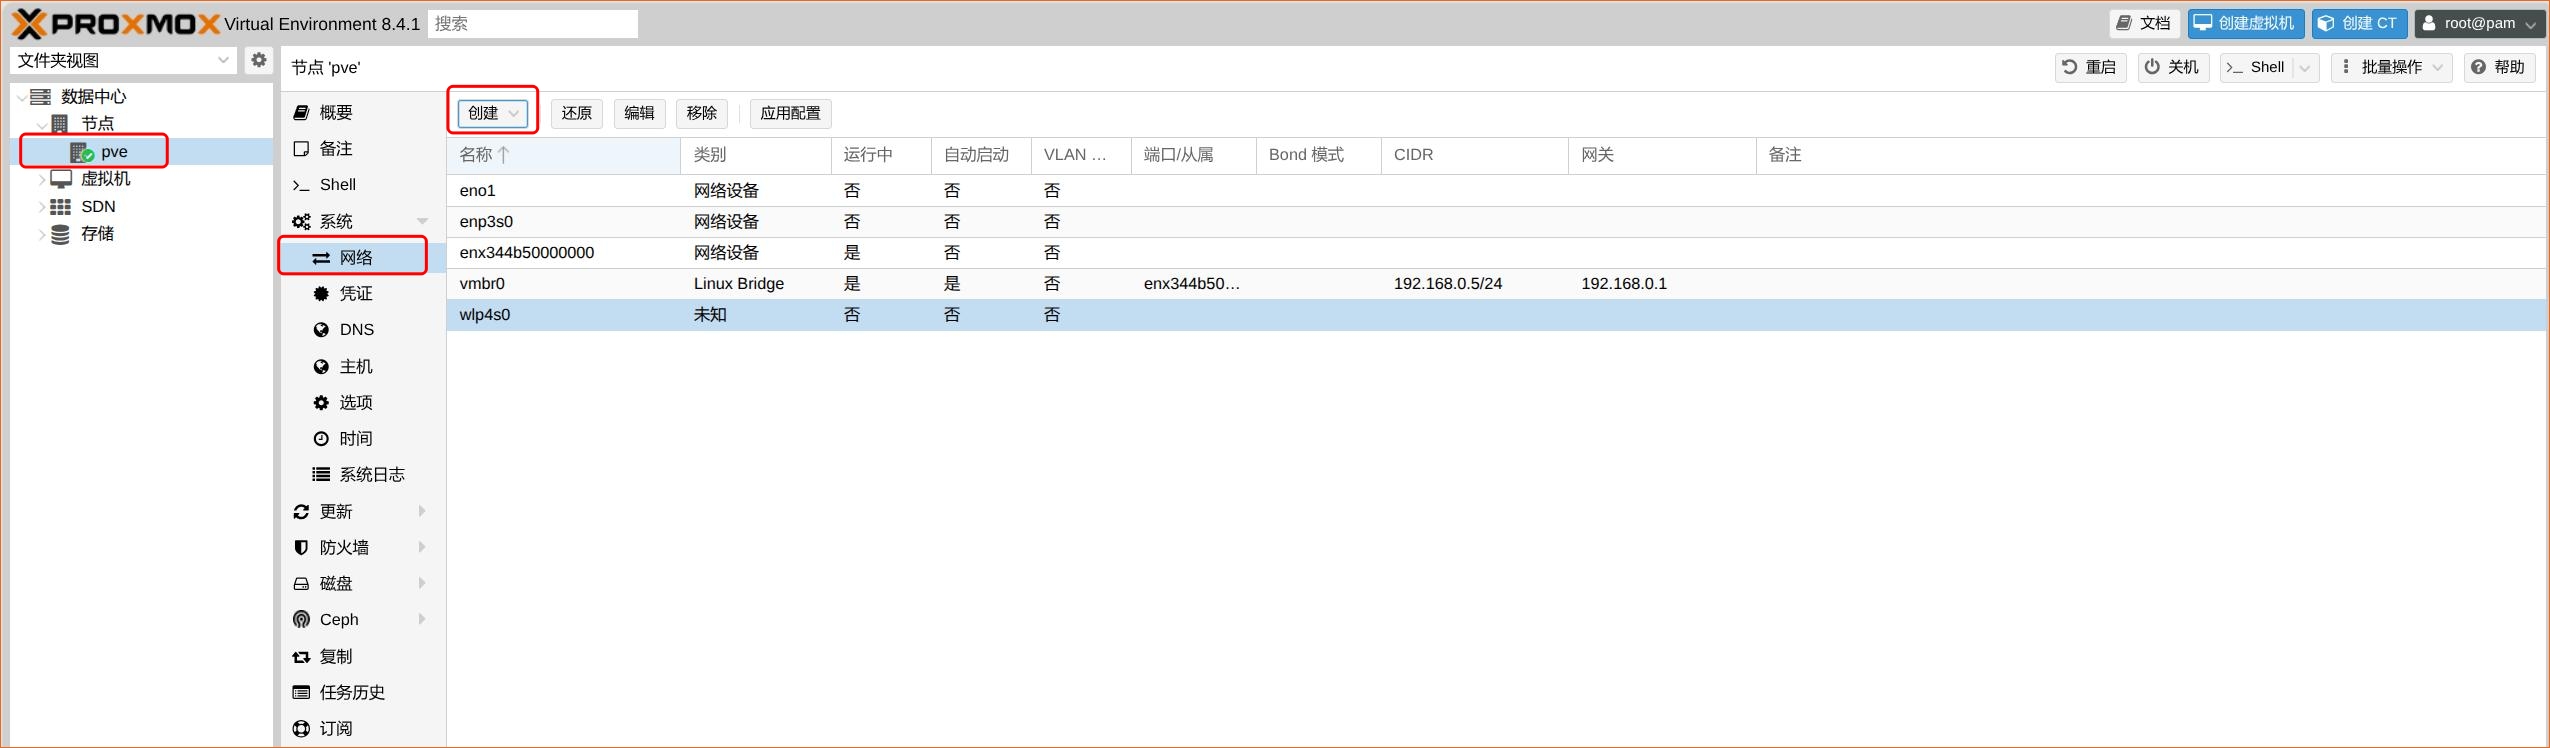 PROXMOX Virtual Environment 8.4.1 搜索 文档 创建虚拟机 创建 CT root@pam
文件夹视图
数据中心
节点
pve
虚拟机
SDN
存储
节点 'pve' 重启 关机 Shell 批量操作 帮助
概要
备注
Shell
系统
网络
凭证
DNS
主机
选项
时间
系统日志
更新
防火墙
磁盘
Ceph
复制
任务历史
订阅
创建 还原 编辑 移除 应用配置
名称 类别 运行中 自动启动 VLAN ... 端口/从属 Bond 模式 CIDR 网关 备注
eno1 网络设备 否 否 否
enp3s0 网络设备 否 否 否
enx344b50000000 网络设备 是 否 否
vmbr0 Linux Bridge 是 是 否 enx344b50... 192.168.0.5/24 192.168.0.1
wlp4s0 未知 否 否 否